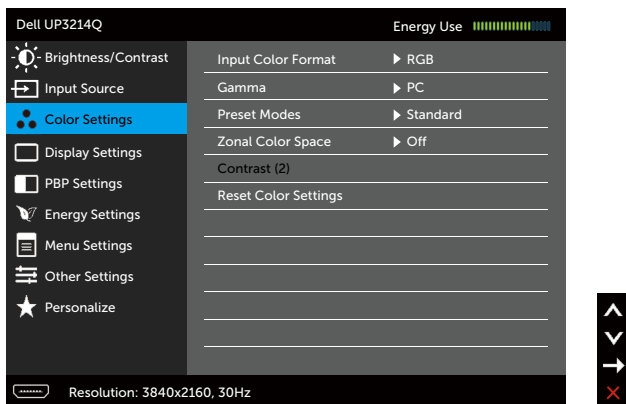 Dell UP3214Q Energy Use
Brightness/Contrast
Input Source
Color Settings
Display Settings
PBP Settings
Energy Settings
Menu Settings
Other Settings
Personalize
Input Color Format RGB
Gamma PC
Preset Modes Standard
Zonal Color Space Off
Contrast (2)
Reset Color Settings
Resolution: 3840x2160, 30Hz